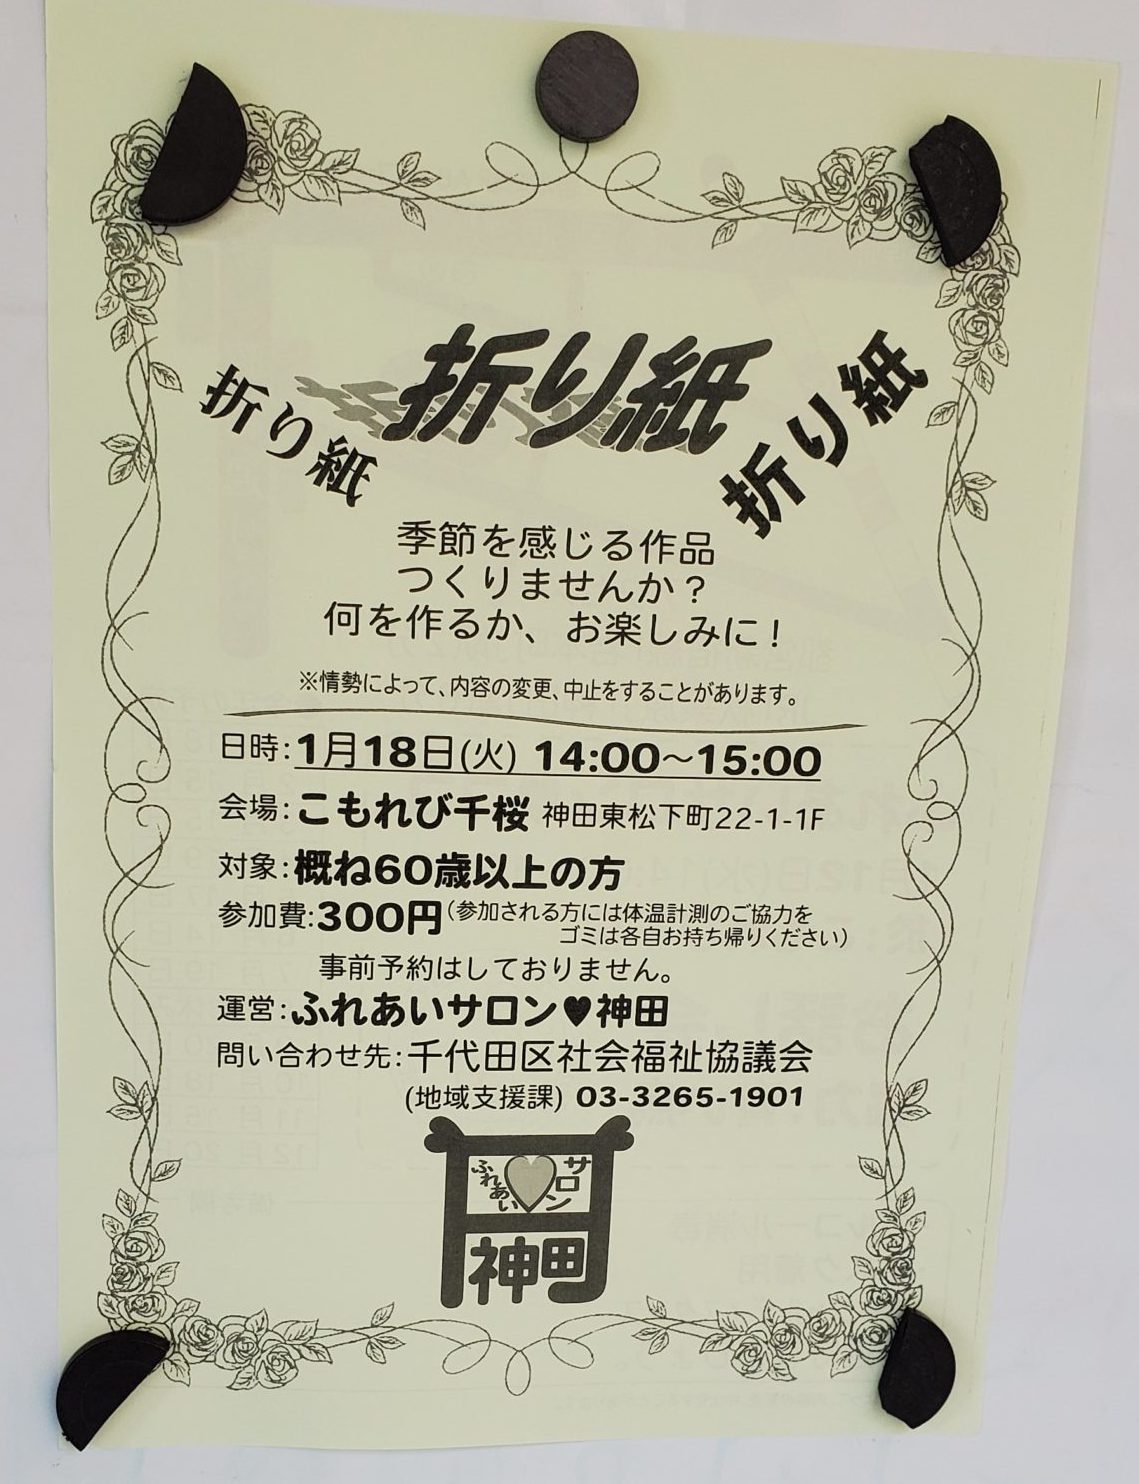 折り紙
折り紙
折り紙
季節を感じる作品
つくりませんか？
何を作るか、お楽しみに！
※情勢によって、内容の変更、中止をすることがあります。
日時:1月18日(火) 14:00～15:00
会場:こもれび千桜 神田東松下町22-1-1F
対象:概ね60歳以上の方
参加費:300円(参加される方には体温計測のご協力を
ゴミは各自お持ち帰りください)
事前予約はしておりません。
運営:ふれあいサロン♥神田
問い合わせ先:千代田区社会福祉協議会
(地域支援課) 03-3265-1901
ふれあい♥サロン
神田